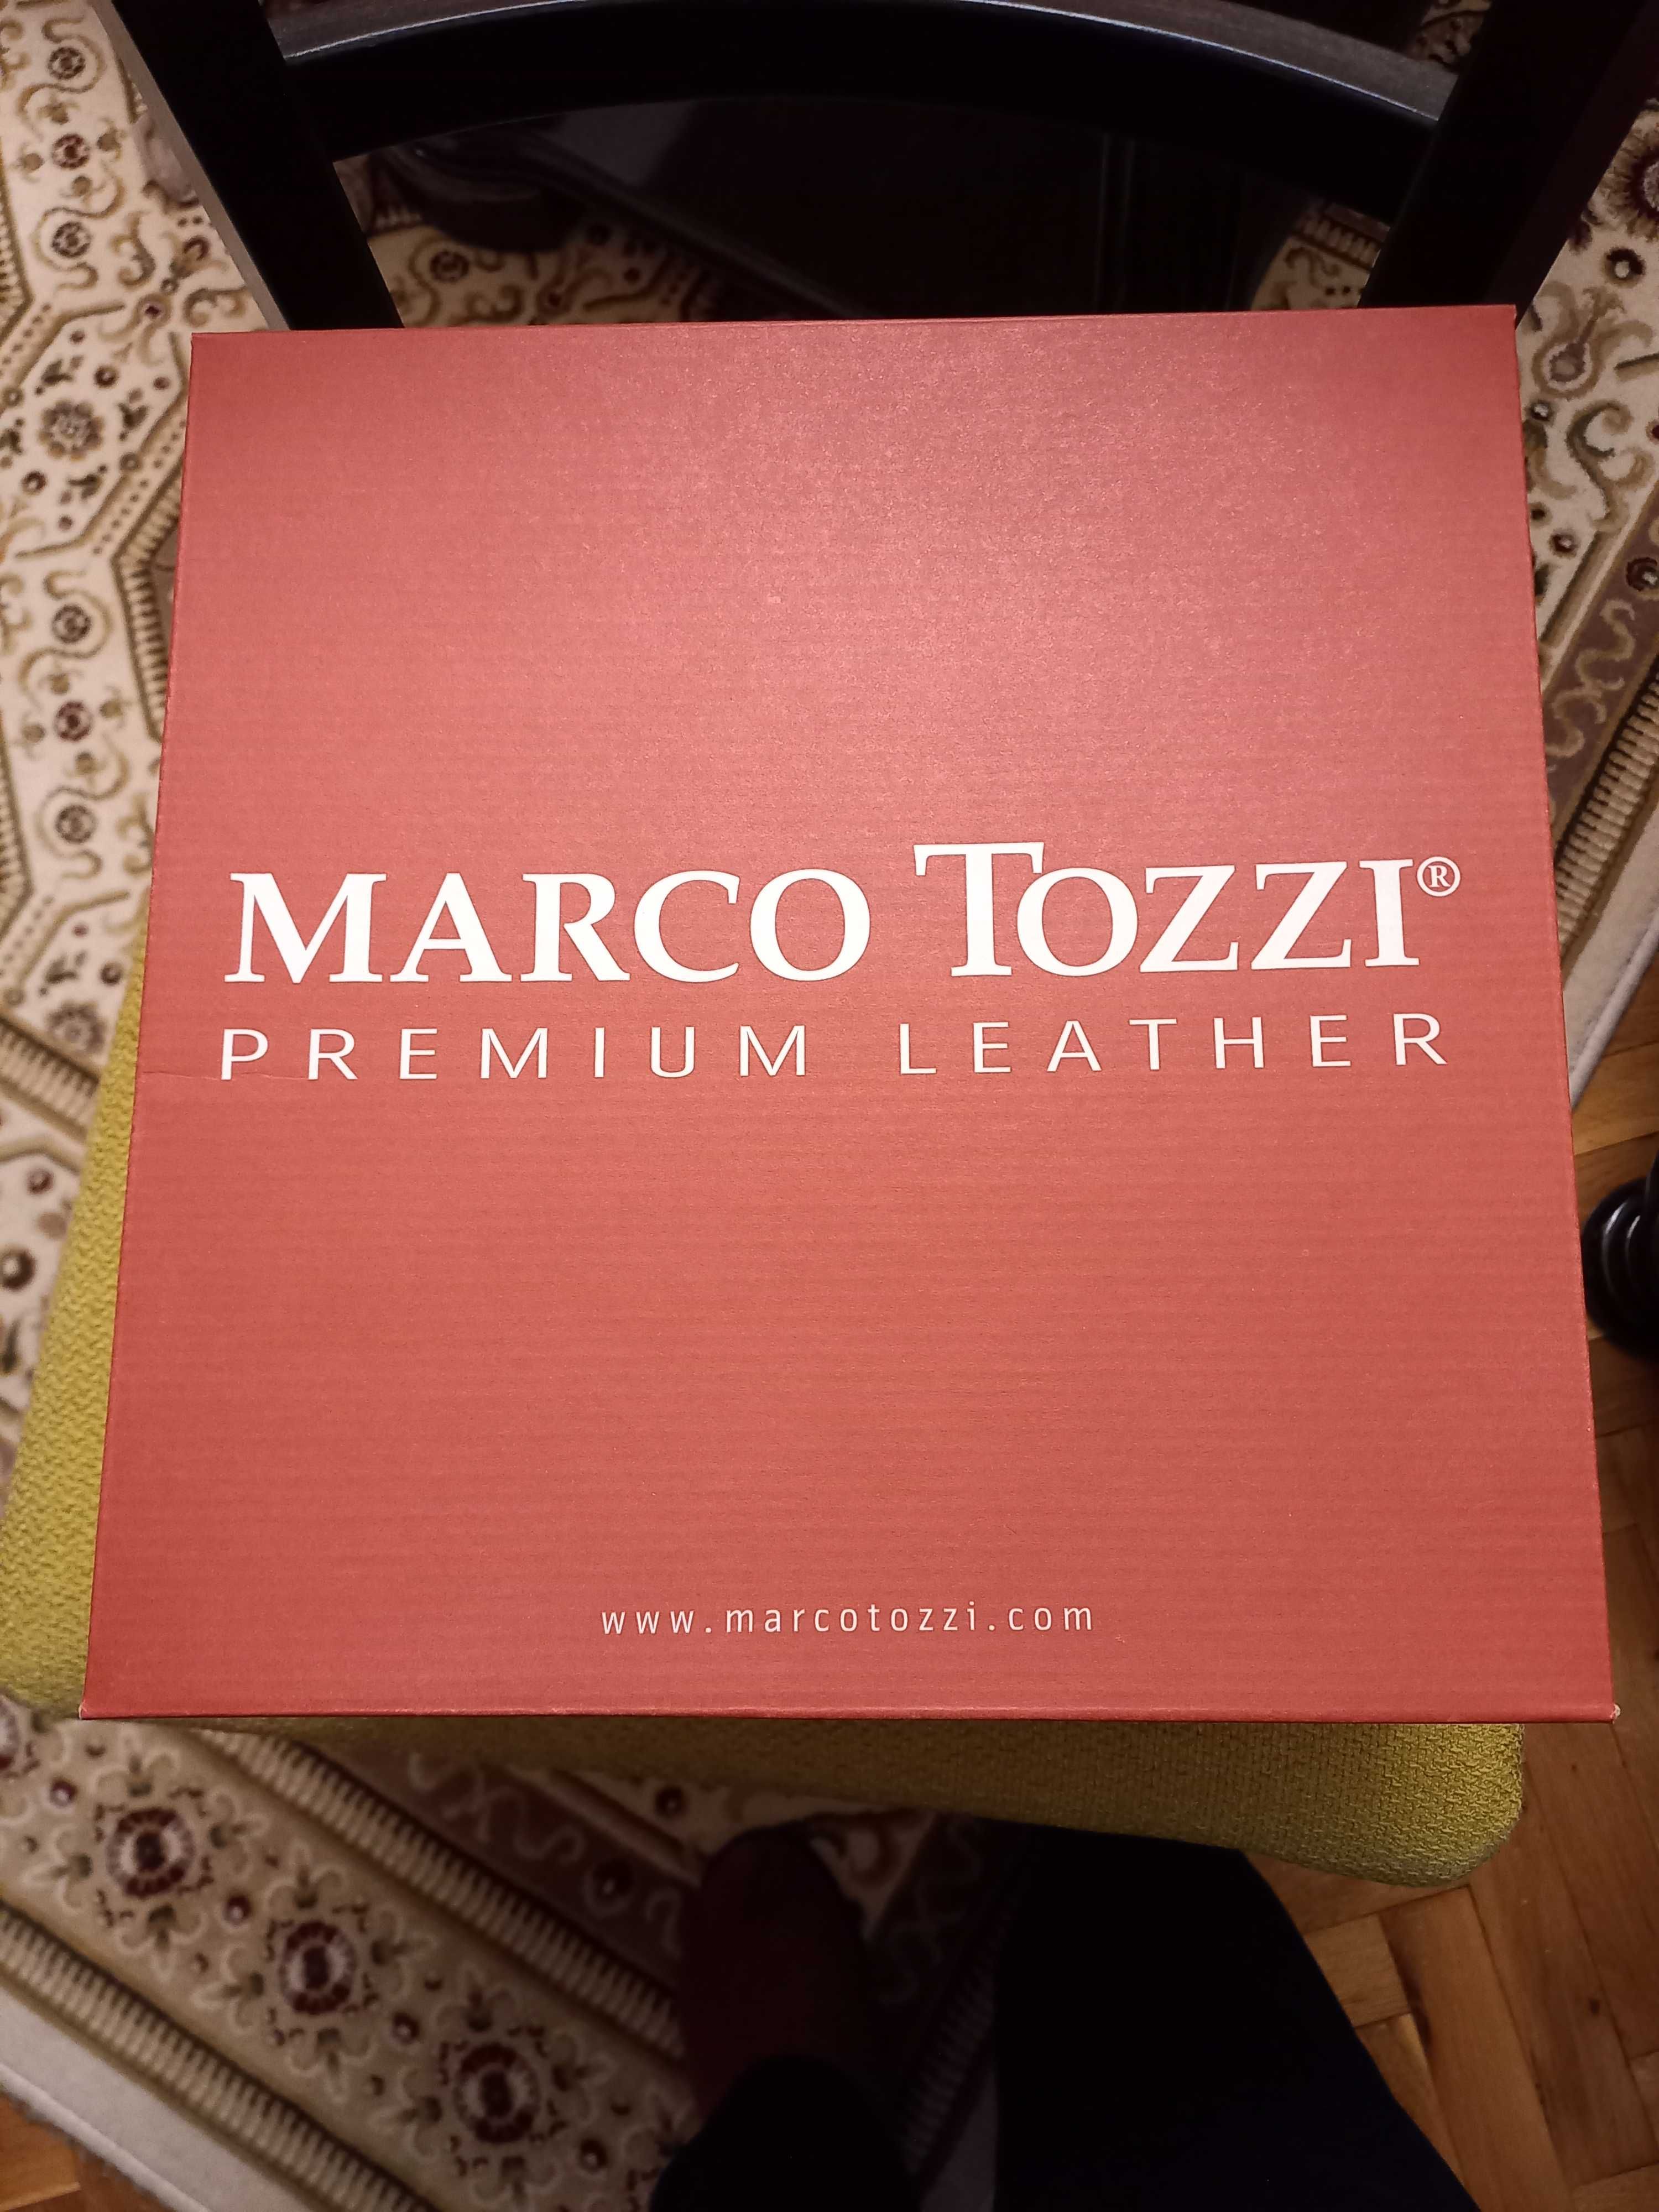 MARCO TOZZI®
PREMIUM LEATHER
www.marcotozzi.com